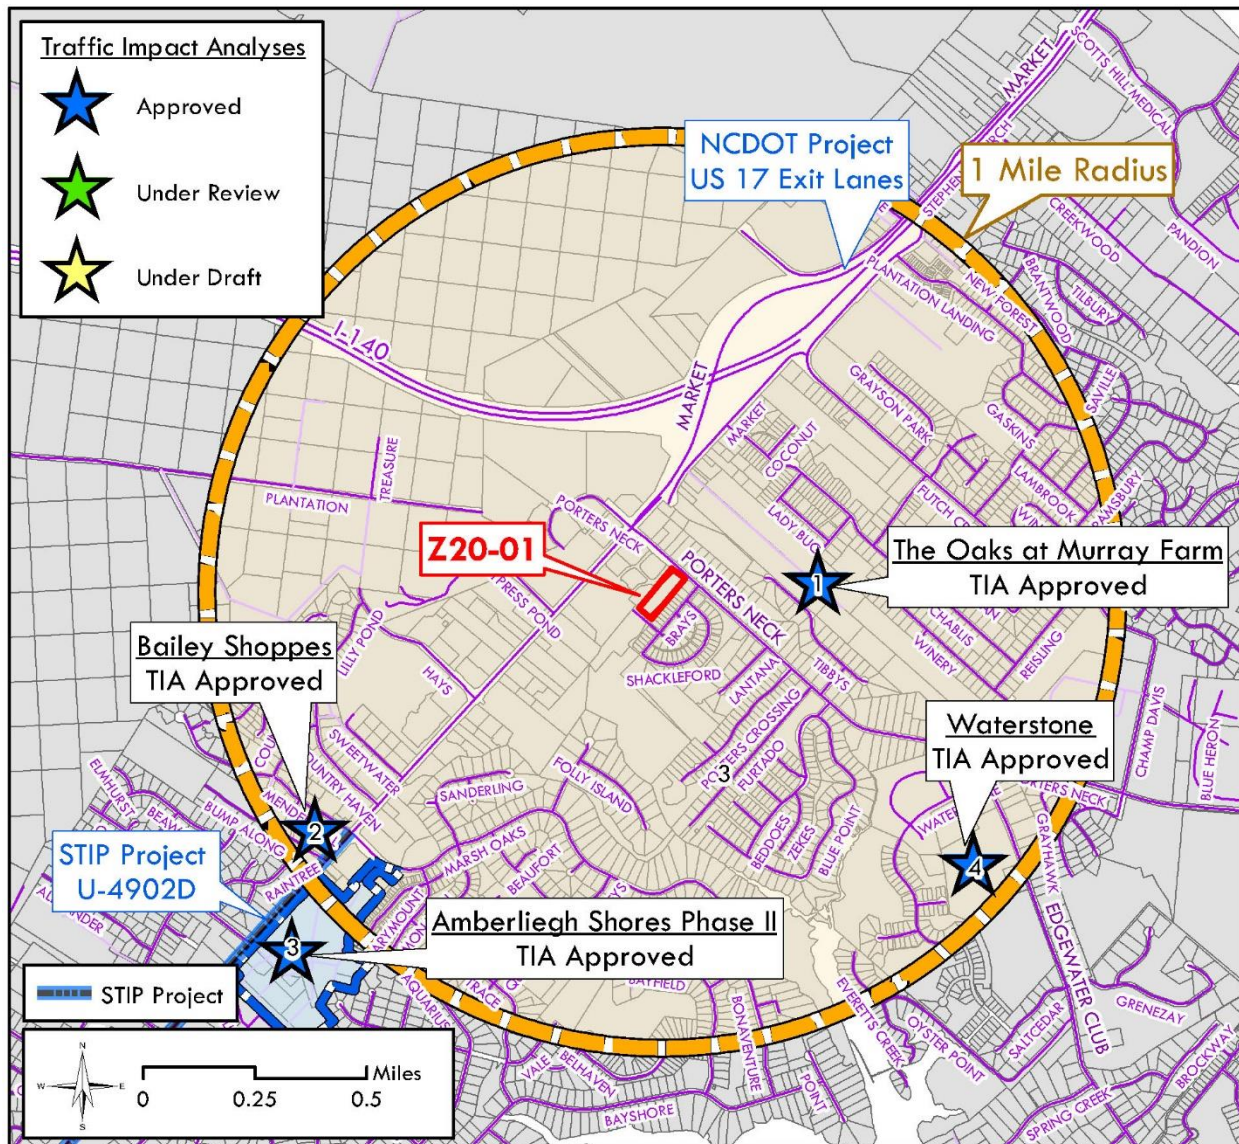 Traffic Impact Analyses
Approved
Under Review
Under Draft
NCDOT Project
US 17 Exit Lanes
1 Mile Radius
MARKET
SCOTTS HILL MEDICAL
STEPHENS CHURCH
CREEKWOOD
PANDION
BRANTWOOD
TILBURY
PLANTATION LANDING
NEW FOREST
SAVILLE
I-140
MARKET
GRAYSON PARK
GASKINS
MARKET
COCONUT
LAMBROOK
RAMSBURY
TREASURE
PLANTATION
PORTERS NECK
LADY BUG
FUTCH
Z20-01
PORTERS NECK
1
The Oaks at Murray Farm
TIA Approved
CHABLIS
WINERY
REISLING
BRAYS
SHACKLEFORD
LANTANA
TIBBYS
LILLY POND
HAYS
Bailey Shoppes
TIA Approved
PORTERS CROSSING
3
FURTADO
Waterstone
TIA Approved
CHAMP DAVIS
BLUE HERON
SWEETWATER
COUNTRY HAVEN
SANDERLING
FOLLY ISLAND
BEDDOES
ZEKES
BLUE POINT
PORTERS NECK
ELMHURST
BUMP ALONG
2
RAINTREE
MARSH OAKS
BEAUFORT
4
GRAYHAWK
EDGEWATER CLUB
STIP Project
U-4902D
Amberliegh Shores Phase II
TIA Approved
3
BAYFIELD
AQUARIUS
BONAVENTURE
EVERETTS CREEK
OYSTER POINT
SALTCEDAR
GRENEZAY
BROCKWAY
SPRING CREEK
STIP Project
BELHAVEN
BAYSHORE
POINT
N
W
E
S
0
0.25
0.5
Miles